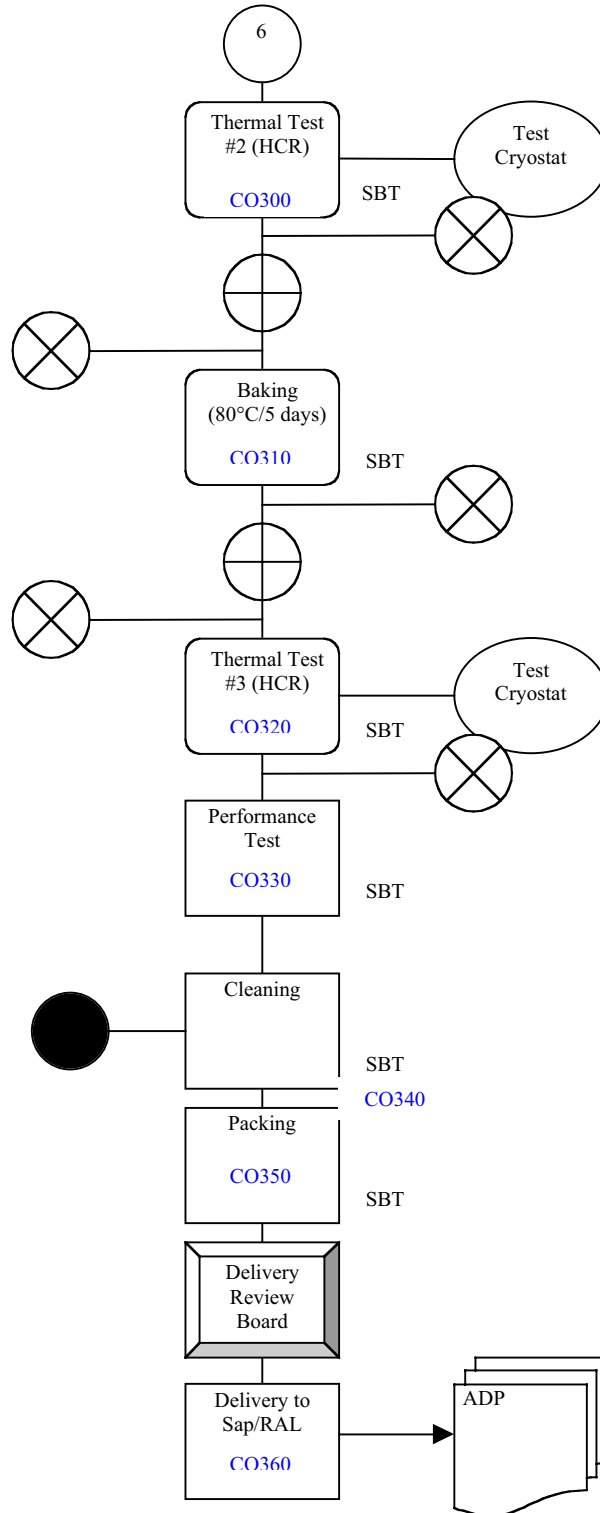 6
Thermal Test
#2 (HCR)
CO300
SBT
Test
Cryostat
Baking
(80°C/5 days)
CO310
SBT
Thermal Test
#3 (HCR)
CO320
SBT
Test
Cryostat
Performance
Test
CO330
SBT
Cleaning
SBT
CO340
Packing
CO350
SBT
Delivery
Review
Board
Delivery to
Sap/RAL
CO360
ADP